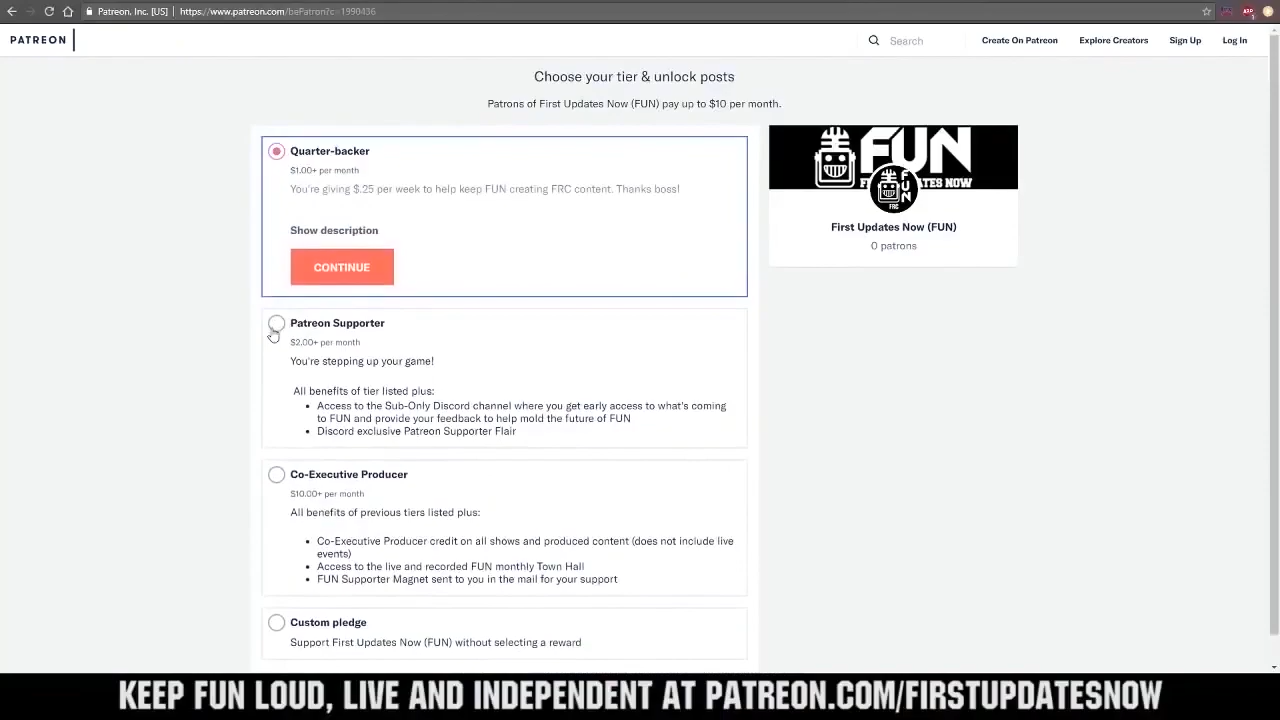 Patreon, Inc. [US] | https://www.patreon.com/bePatron?c=1990436
PATREON
Search
Create On Patreon
Explore Creators
Sign Up
Log In
Choose your tier & unlock posts
Patrons of First Updates Now (FUN) pay up to $10 per month.
Quarter-backer
$1.00+ per month
You're giving $.25 per week to help keep FUN creating FRC content. Thanks boss!
Show description
CONTINUE
Patreon Supporter
$2.00+ per month
You're stepping up your game!
All benefits of tier listed plus:
• Access to the Sub-Only Discord channel where you get early access to what's coming
to FUN and provide your feedback to help mold the future of FUN
• Discord exclusive Patreon Supporter Flair
Co-Executive Producer
$10.00+ per month
All benefits of previous tiers listed plus:
• Co-Executive Producer credit on all shows and produced content (does not include live
events)
• Access to the live and recorded FUN monthly Town Hall
• FUN Supporter Magnet sent to you in the mail for your support
Custom pledge
Support First Updates Now (FUN) without selecting a reward
FUN
FUN
FRC
First Updates Now (FUN)
0 patrons
KEEP FUN LOUD, LIVE AND INDEPENDENT AT PATREON.COM/FIRSTUPDATESNOW